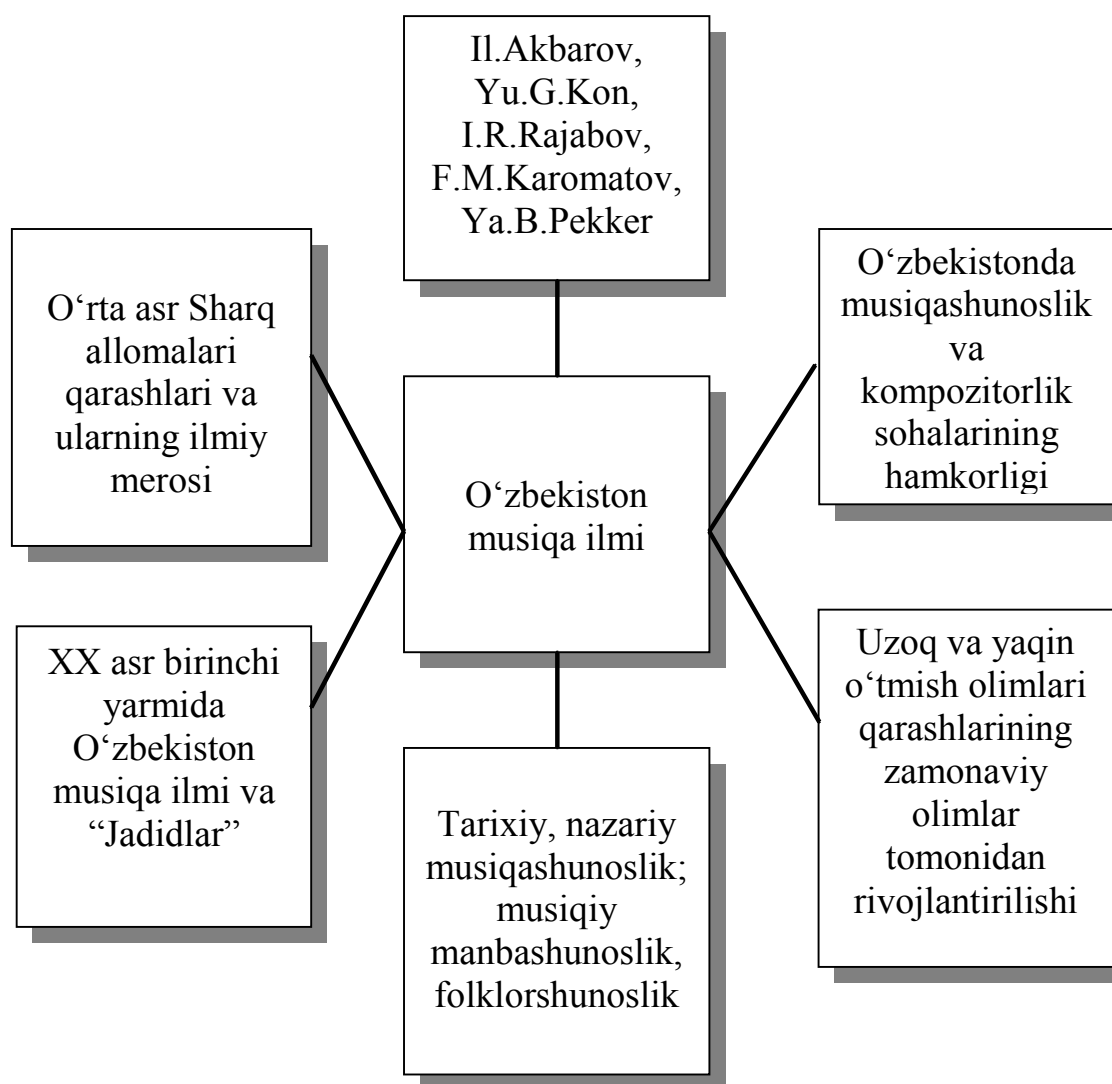 Il.Akbarov,
Yu.G.Kon,
I.R.Rajabov,
F.M.Karomatov,
Ya.B.Pekker
O‘rta asr Sharq
allomalari
qarashlari va
ularning ilmiy
merosi
O‘zbekistonda
musiqashunoslik
va
kompozitorlik
sohalarining
hamkorligi
O‘zbekiston
musiqa ilmi
XX asr birinchi
yarmida
O‘zbekiston
musiqa ilmi va
“Jadidlar”
Uzoq va yaqin
o‘tmish olimlari
qarashlarining
zamonaviy
olimlar
tomonidan
rivojlantirilishi
Tarixiy, nazariy
musiqashunoslik;
musiqiy
manbashunoslik,
folklorshunoslik